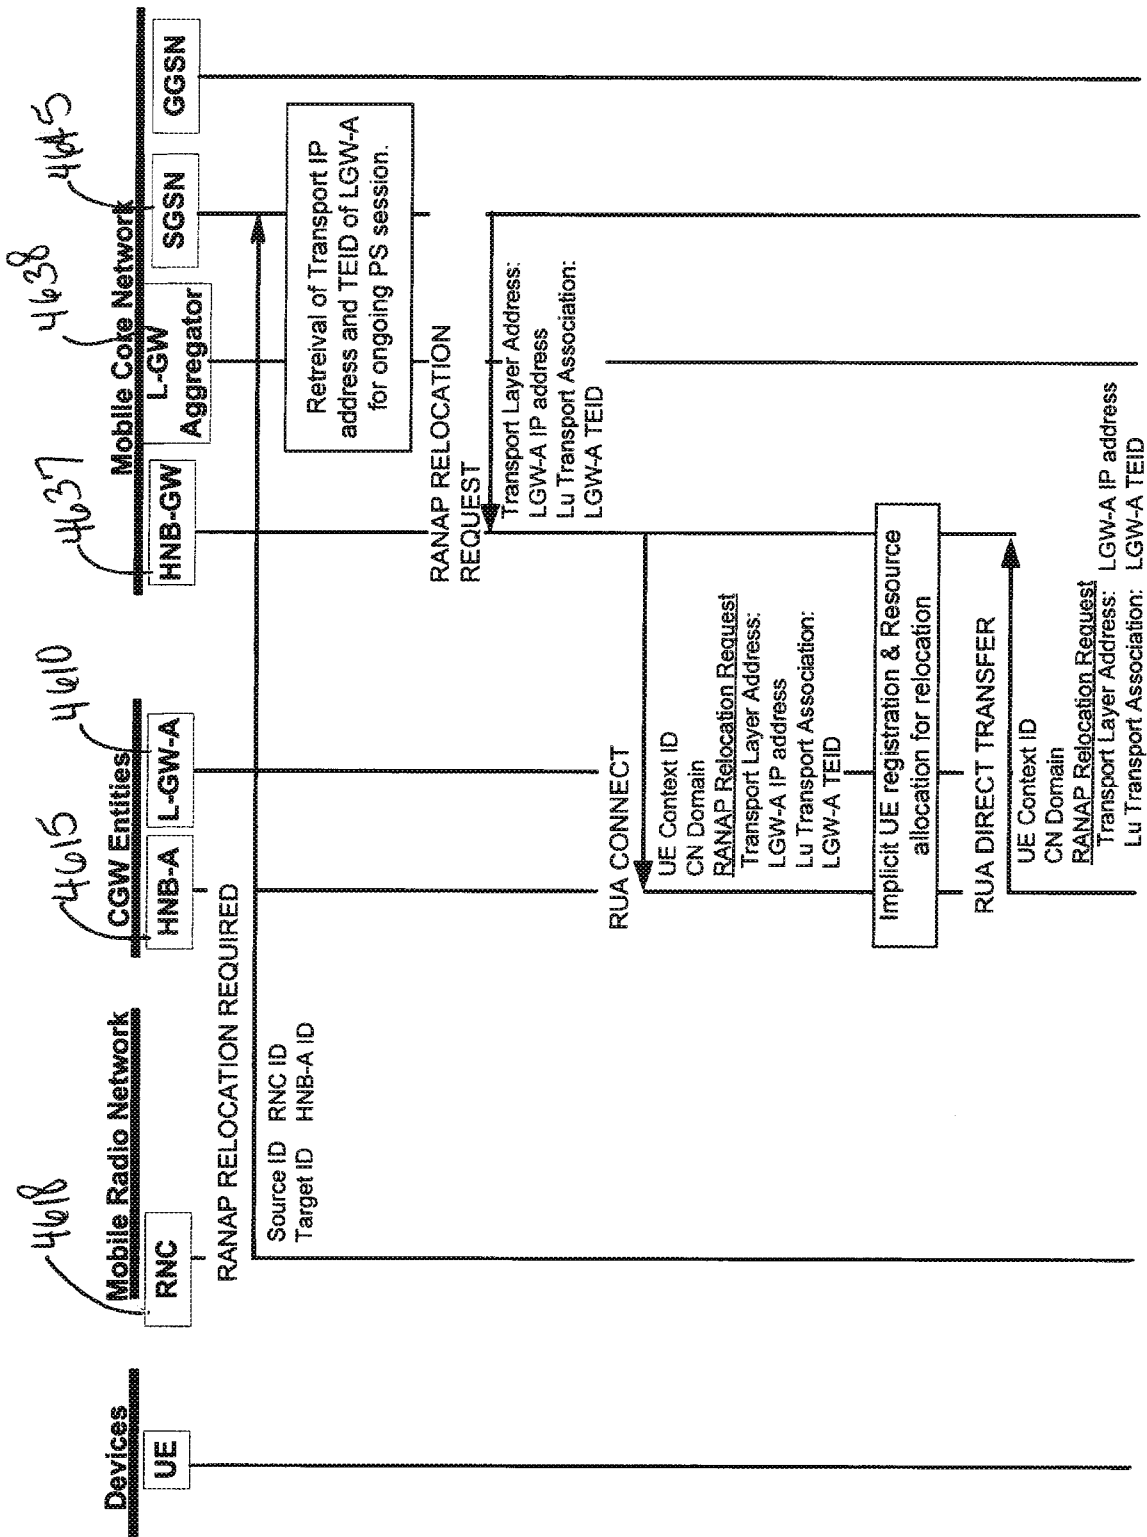 Devices
Mobile Radio Network
CGW Entities
Mobile Coke Network
4618
4615
4610
4637
4638
4645
UE
RNC
HNB-A
L-GW-A
HNB-GW
L-GW
Aggregator
SGSN
GGSN
RANAP RELOCATION REQUIRED
Source ID RNC ID
Target ID HNB-A ID
Retreival of Transport IP
address and TEID of LGW-A
for ongoing PS session.
RANAP RELOCATION
REQUEST
Transport Layer Address:
LGW-A IP address
Lu Transport Association:
LGW-A TEID
RUA CONNECT
UE Context ID
CN Domain
RANAP Relocation Request
Transport Layer Address:
LGW-A IP address
Lu Transport Association:
LGW-A TEID
Implicit UE registration & Resource
allocation for relocation
RUA DIRECT TRANSFER
UE Context ID
CN Domain
RANAP Relocation Request
Transport Layer Address: LGW-A IP address
Lu Transport Association: LGW-A TEID